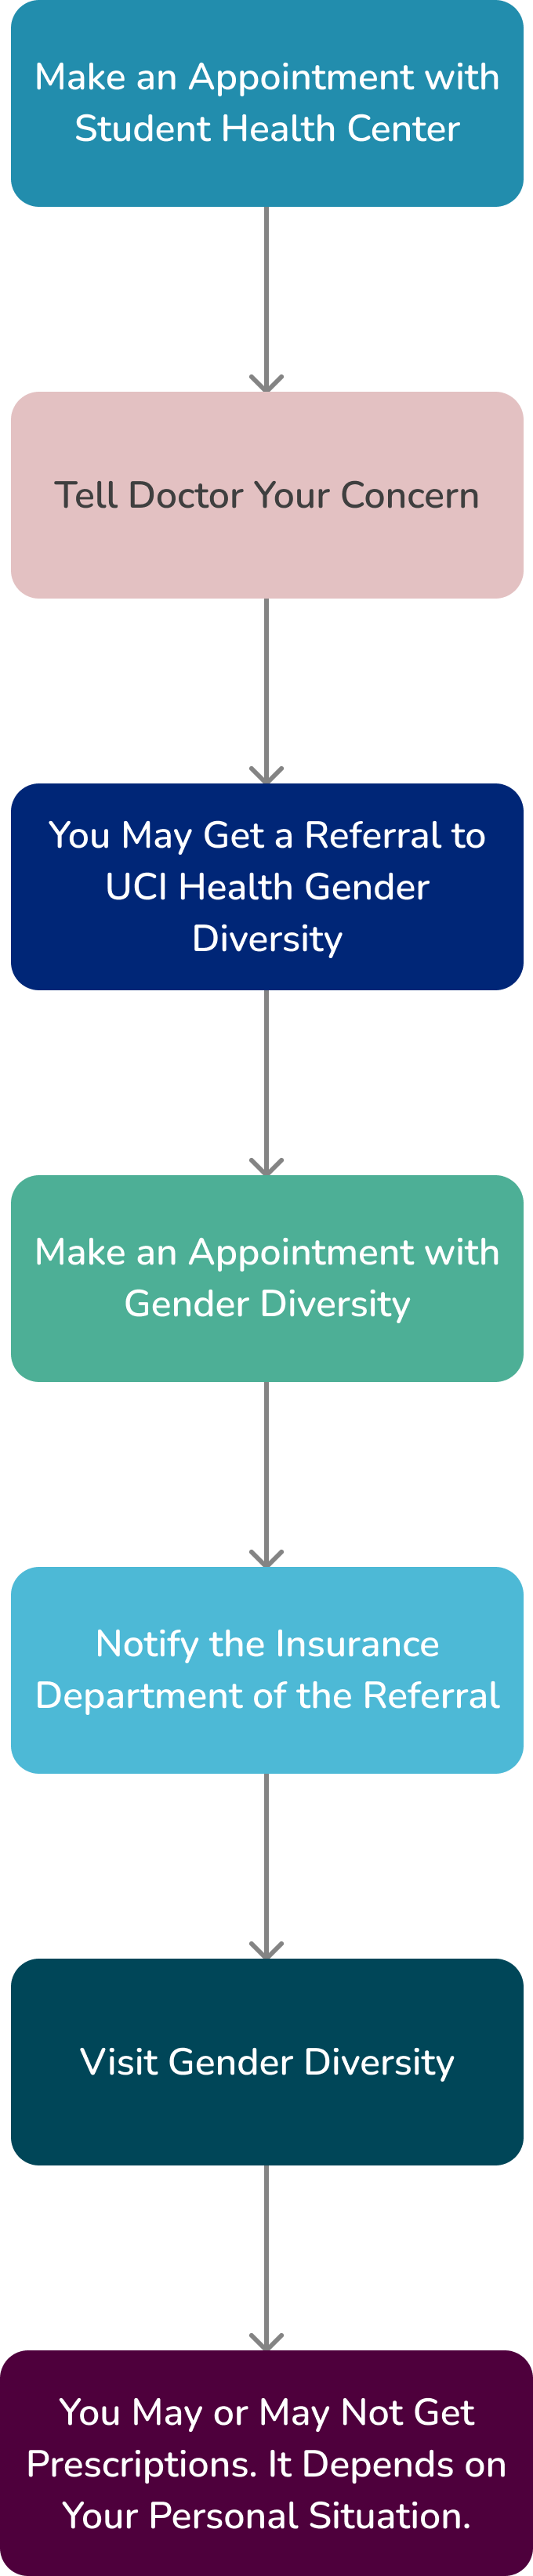 Make an Appointment with
Student Health Center
Tell Doctor Your Concern
You May Get a Referral to
UCI Health Gender
Diversity
Make an Appointment with
Gender Diversity
Notify the Insurance
Department of the Referral
Visit Gender Diversity
You May or May Not Get
Prescriptions. It Depends on
Your Personal Situation.